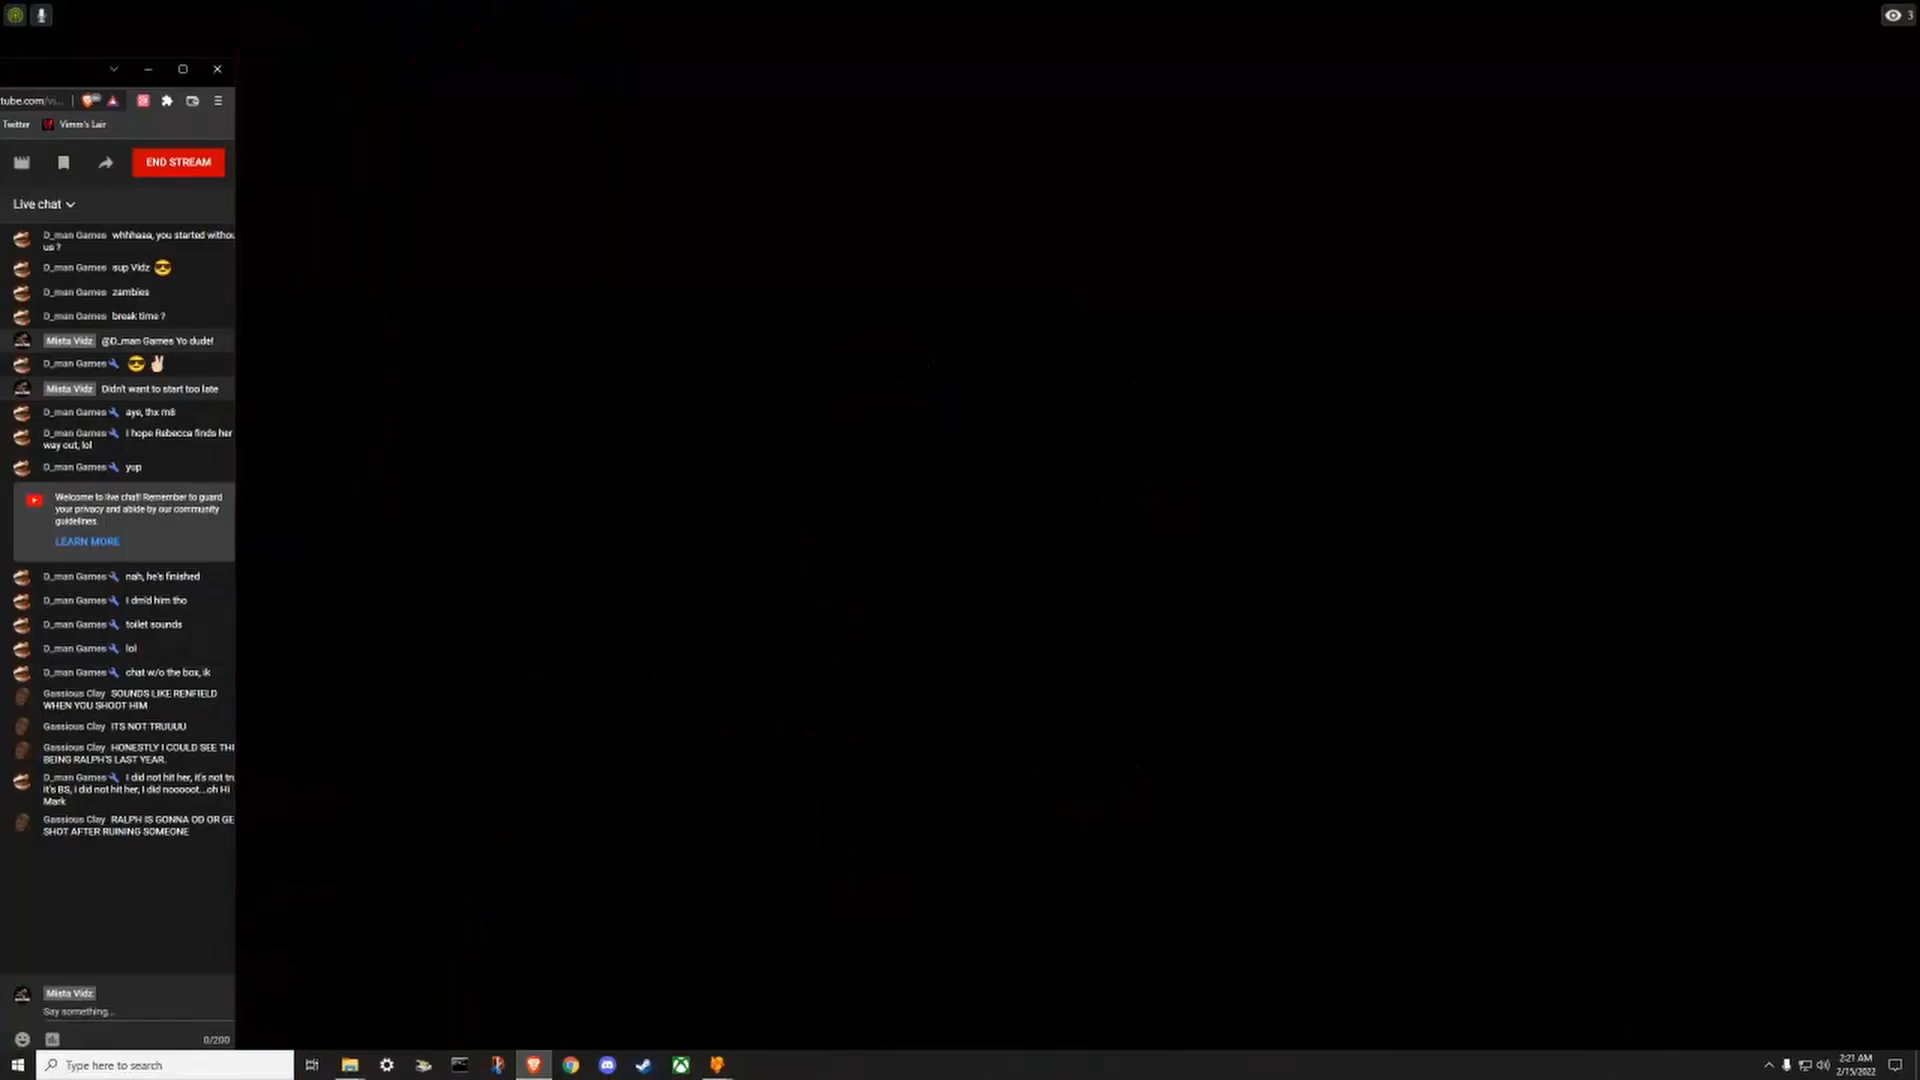 3
tube.com/vi...
Twitter Vimm's Lair
END STREAM
Live chat
D_man Games whhhaaa, you started withou
us ?
D_man Games sup Vidz 😎
D_man Games zambies
D_man Games break time ?
Mista Vidz @D_man Games Yo dude!
D_man Games 😎✌🏻
Mista Vidz Didn't want to start too late
D_man Games aye, thx m8
D_man Games I hope Rebecca finds her
way out, lol
D_man Games yup
Welcome to live chat! Remember to guard
your privacy and abide by our community
guidelines.
LEARN MORE
D_man Games nah, he's finished
D_man Games I dm'd him tho
D_man Games toilet sounds
D_man Games lol
D_man Games chat w/o the box, ik
Gassious Clay SOUNDS LIKE RENFIELD
WHEN YOU SHOOT HIM
Gassious Clay ITS NOT TRUUUU
Gassious Clay HONESTLY I COULD SEE THI
BEING RALPH'S LAST YEAR.
D_man Games I did not hit her, it's not tru
it's BS, i did not hit her, I did nooooot...oh Hi
Mark
Gassious Clay RALPH IS GONNA OD OR GE
SHOT AFTER RUINING SOMEONE
Mista Vidz
Say something...
0/200
Type here to search
2:21 AM
2/15/2022